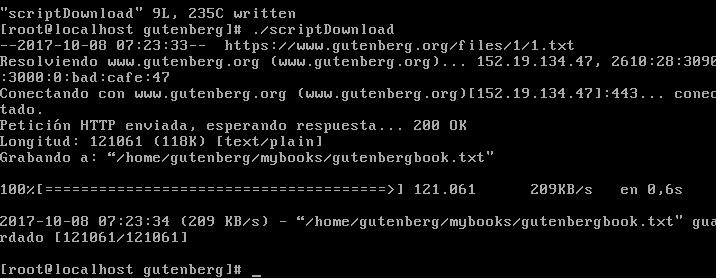 "scriptDownload" 9L, 235C written
[root@localhost gutenberg]# ./scriptDownload
--2017-10-08 07:23:33--  https://www.gutenberg.org/files/1/1.txt
Resolviendo www.gutenberg.org (www.gutenberg.org)... 152.19.134.47, 2610:28:3090
:3000:0:bad:cafe:47
Conectando con www.gutenberg.org (www.gutenberg.org)[152.19.134.47]:443... conec
tado.
Petición HTTP enviada, esperando respuesta... 200 OK
Longitud: 121061 (118K) [text/plain]
Grabando a: “/home/gutenberg/mybooks/gutenbergbook.txt"
100%[======================================>] 121.061     209KB/s   en 0,6s
2017-10-08 07:23:34 (209 KB/s) - “/home/gutenberg/mybooks/gutenbergbook.txt" gua
rdado [121061/121061]
[root@localhost gutenberg]# _